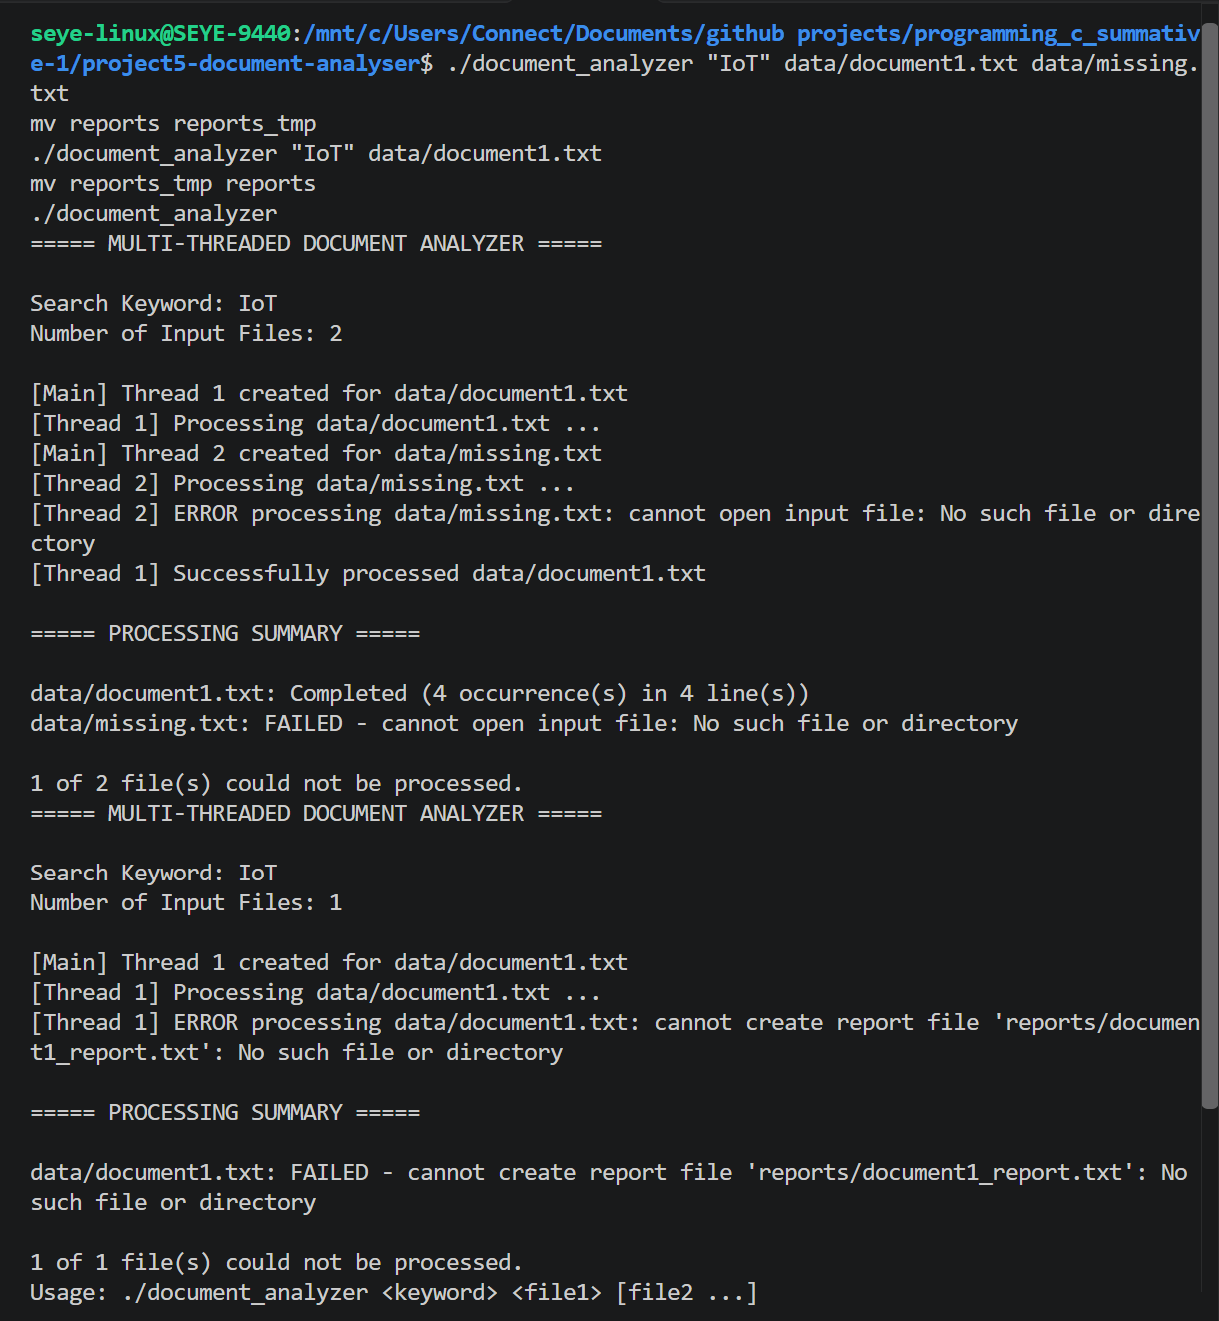 seye-linux@SEYE-9440:/mnt/c/Users/Connect/Documents/github projects/programming_c_summativ
e-1/project5-document-analyser$ ./document_analyzer "IoT" data/document1.txt data/missing.
txt
mv reports reports_tmp
./document_analyzer "IoT" data/document1.txt
mv reports_tmp reports
./document_analyzer
===== MULTI-THREADED DOCUMENT ANALYZER =====
Search Keyword: IoT
Number of Input Files: 2
[Main] Thread 1 created for data/document1.txt
[Thread 1] Processing data/document1.txt ...
[Main] Thread 2 created for data/missing.txt
[Thread 2] Processing data/missing.txt ...
[Thread 2] ERROR processing data/missing.txt: cannot open input file: No such file or dire
ctory
[Thread 1] Successfully processed data/document1.txt
===== PROCESSING SUMMARY =====
data/document1.txt: Completed (4 occurrence(s) in 4 line(s))
data/missing.txt: FAILED - cannot open input file: No such file or directory
1 of 2 file(s) could not be processed.
===== MULTI-THREADED DOCUMENT ANALYZER =====
Search Keyword: IoT
Number of Input Files: 1
[Main] Thread 1 created for data/document1.txt
[Thread 1] Processing data/document1.txt ...
[Thread 1] ERROR processing data/document1.txt: cannot create report file 'reports/documen
t1_report.txt': No such file or directory
===== PROCESSING SUMMARY =====
data/document1.txt: FAILED - cannot create report file 'reports/document1_report.txt': No
such file or directory
1 of 1 file(s) could not be processed.
Usage: ./document_analyzer <keyword> <file1> [file2 ...]